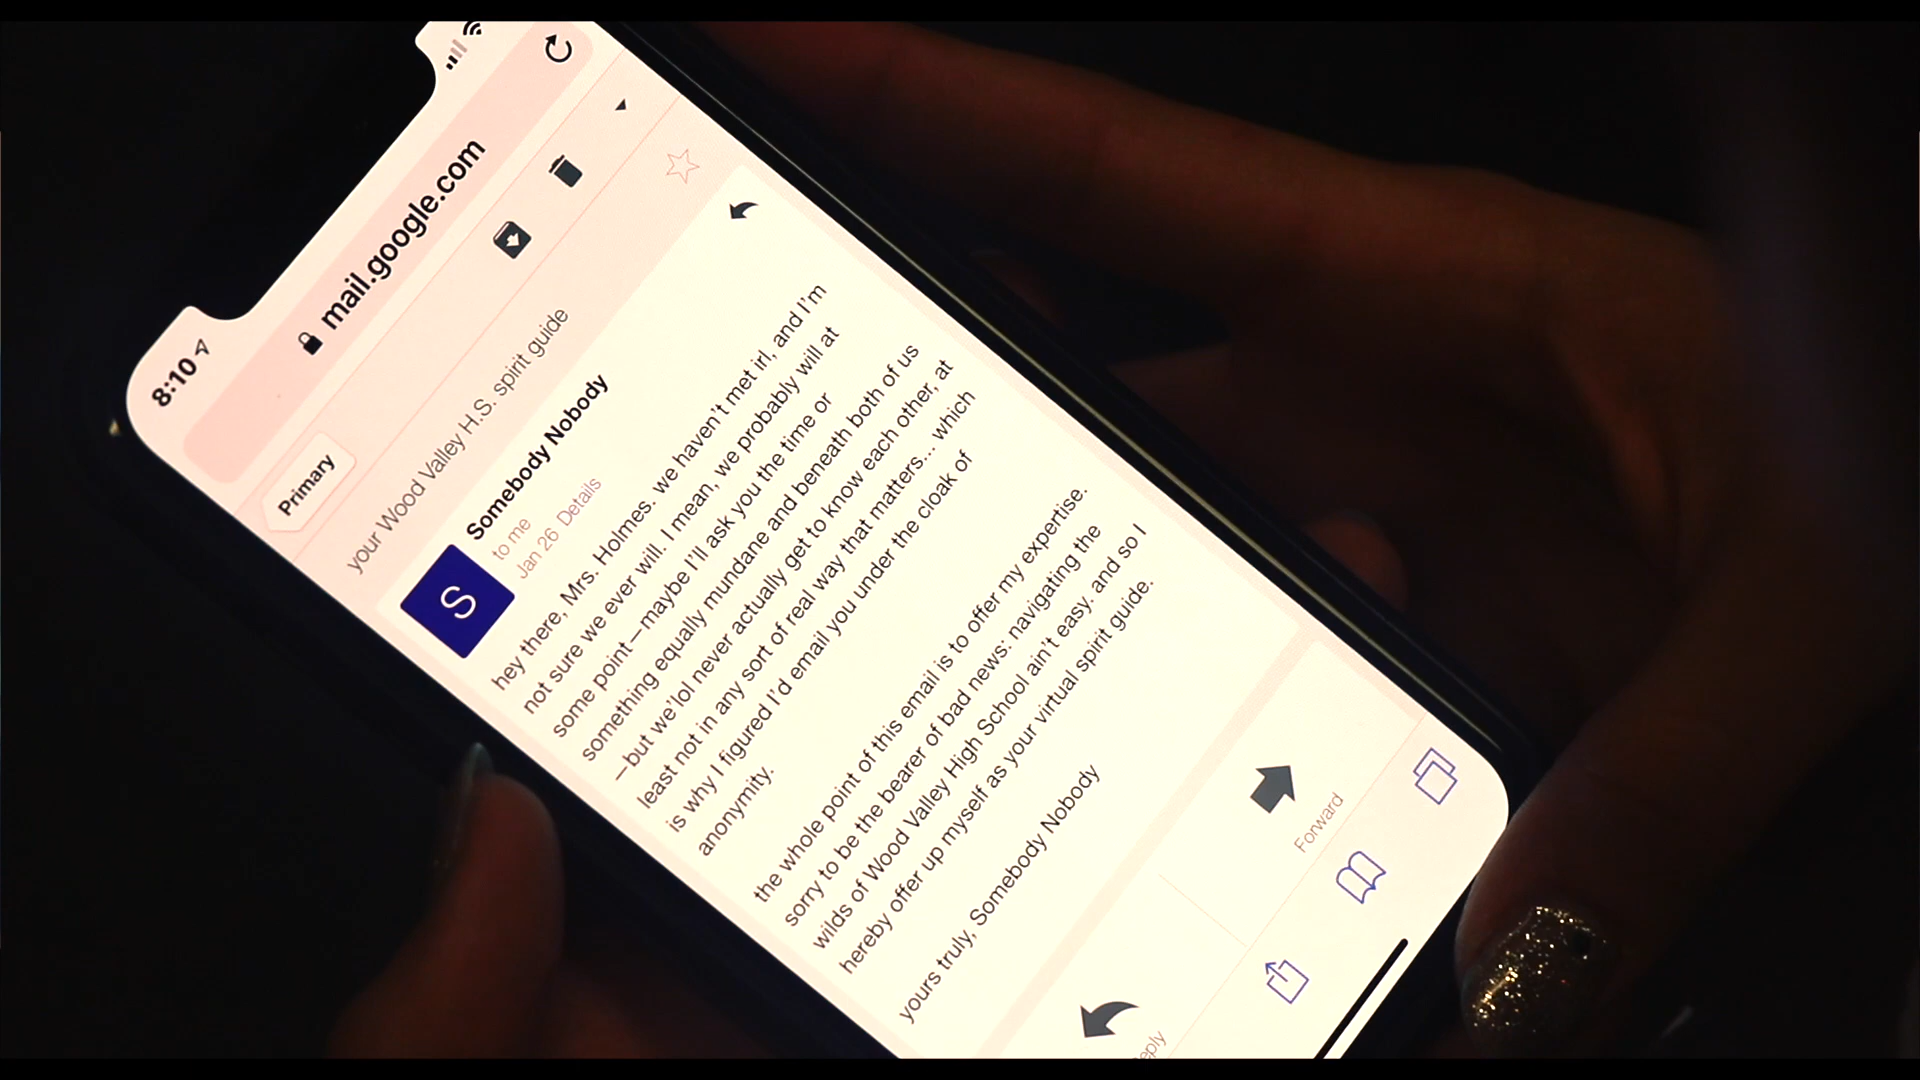 8:10
mail.google.com
Primary
your Wood Valley H.S. spirit guide
S
Somebody Nobody
to me
Jan 26 Details
hey there, Mrs. Holmes. we haven't met irl, and I'm
not sure we ever will. I mean, we probably will at
some point—maybe I'll ask you the time or
something equally mundane and beneath both of us
—but we'lol never actually get to know each other, at
least not in any sort of real way that matters... which
is why I figured I'd email you under the cloak of
anonymity.
the whole point of this email is to offer my expertise.
sorry to be the bearer of bad news: navigating the
wilds of Wood Valley High School ain't easy. and so I
hereby offer up myself as your virtual spirit guide.
yours truly, Somebody Nobody
Forward